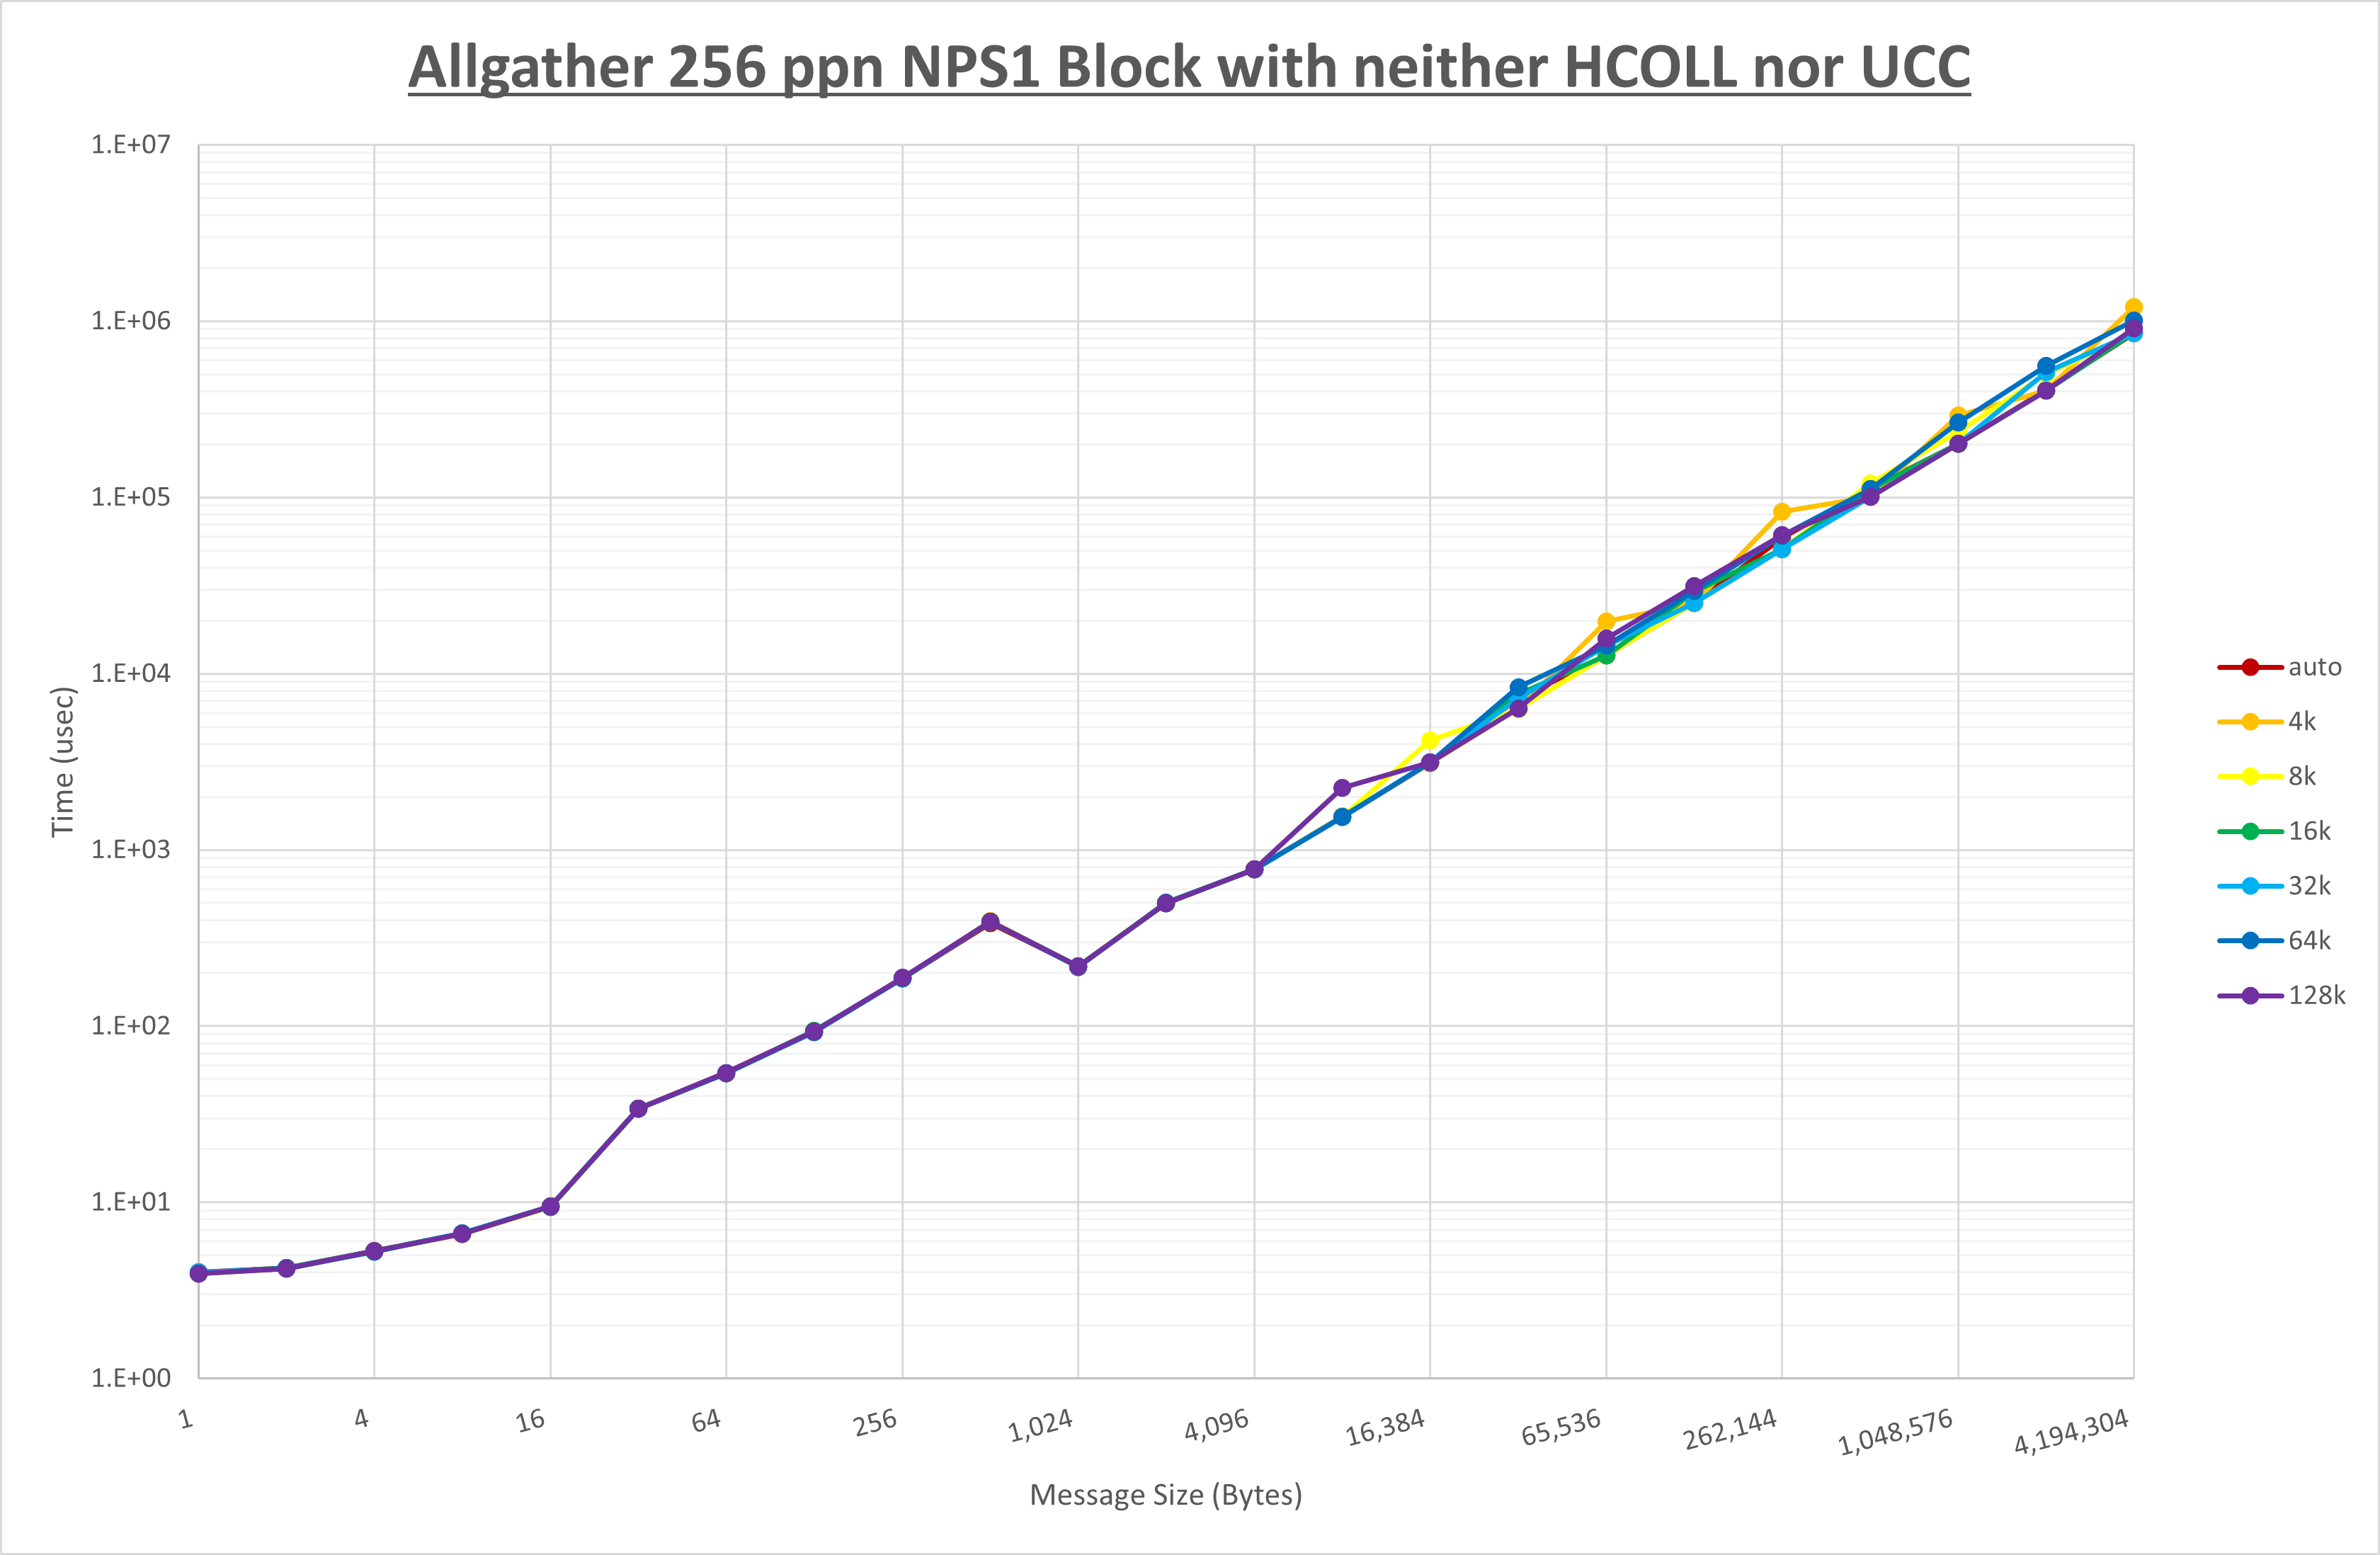 Allgather 256 ppn NPS1 Block with neither HCOLL nor UCC
1.E+07
1.E+06
1.E+05
1.E+04
1.E+03
1.E+02
1.E+01
1.E+00
Time (usec)
1
4
16
64
256
1,024
4,096
16,384
65,536
262,144
1,048,576
4,194,304
Message Size (Bytes)
auto
4k
8k
16k
32k
64k
128k